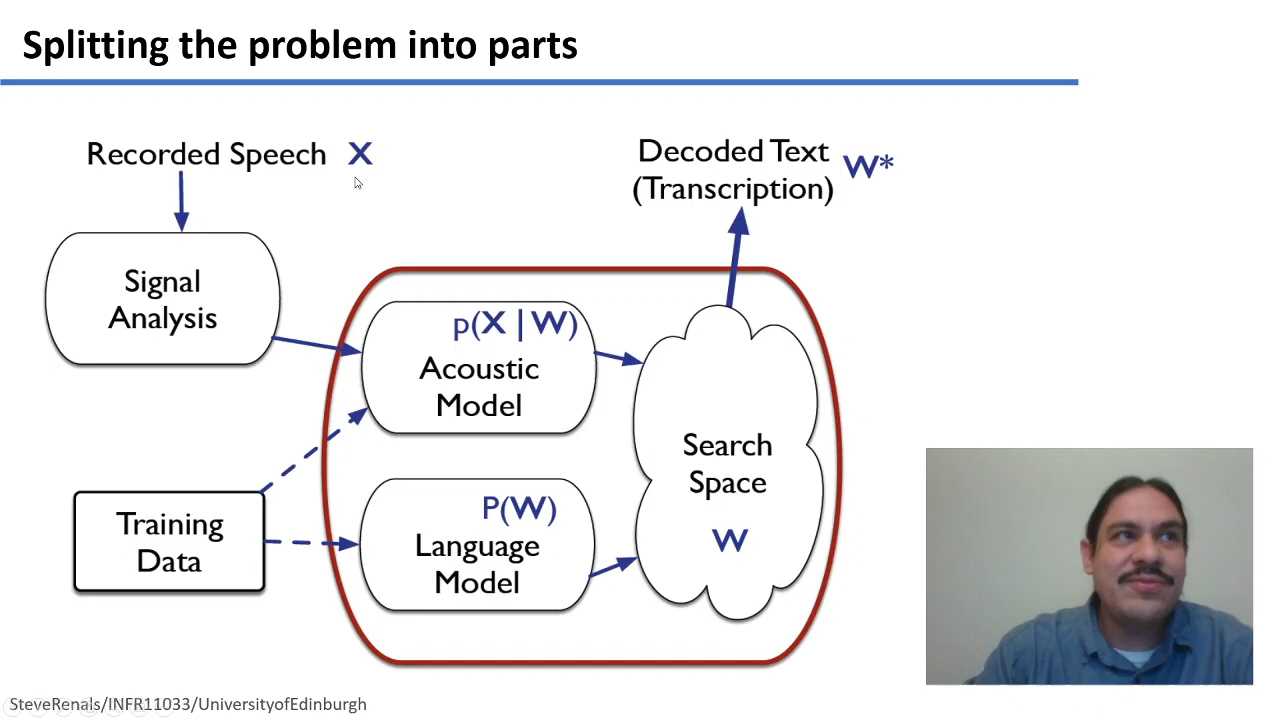 Splitting the problem into parts
Recorded Speech X
Decoded Text
(Transcription) W*
Signal
Analysis
p(X | W)
Acoustic
Model
Search
Space
W
Training
Data
P(W)
Language
Model
SteveRenals/INFR11033/UniversityofEdinburgh